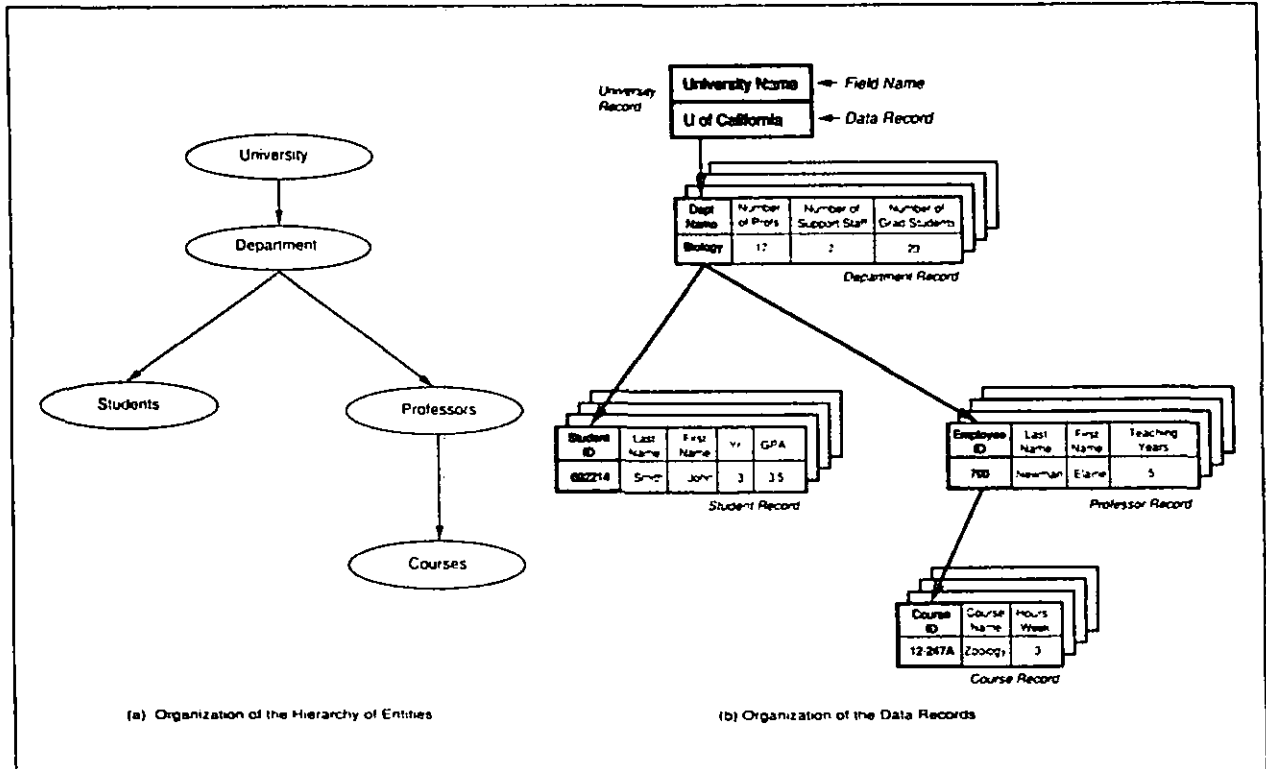 University
Department
Students
Professors
Courses
(a) Organization of the Hierarchy of Entities
University Record
University Name
Field Name
U of California
Data Record
Dept Name
Number of Profs
Number of Support Staff
Number of Grad Students
Biology
2
Department Record
Student ID
Last Name
First Name
Yr
GPA
692214
Smith
John
3
3.5
Student Record
Employee ID
Last Name
First Name
Teaching Years
790
Newman
Elaine
5
Professor Record
Course ID
Course Name
Hours Week
12-247A
Zoology
3
Course Record
(b) Organization of the Data Records